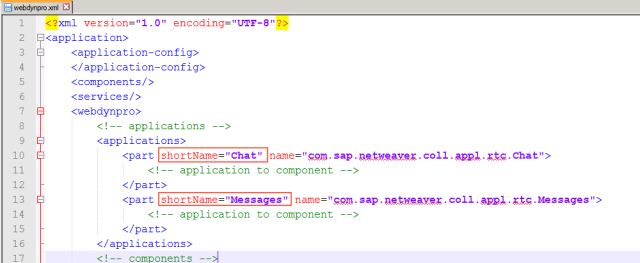 webdynpro.xml
1 <?xml version="1.0" encoding="UTF-8"?>
2 <application>
3 <application-config>
4 </application-config>
5 <components/>
6 <services/>
7 <webdynpro>
8 <!-- applications -->
9 <applications>
10 <part shortName="Chat" name="com.sap.netweaver.coll.appl.rtc.Chat">
11 <!-- application to component -->
12 </part>
13 <part shortName="Messages" name="com.sap.netweaver.coll.appl.rtc.Messages">
14 <!-- application to component -->
15 </part>
16 </applications>
17 <!-- components -->